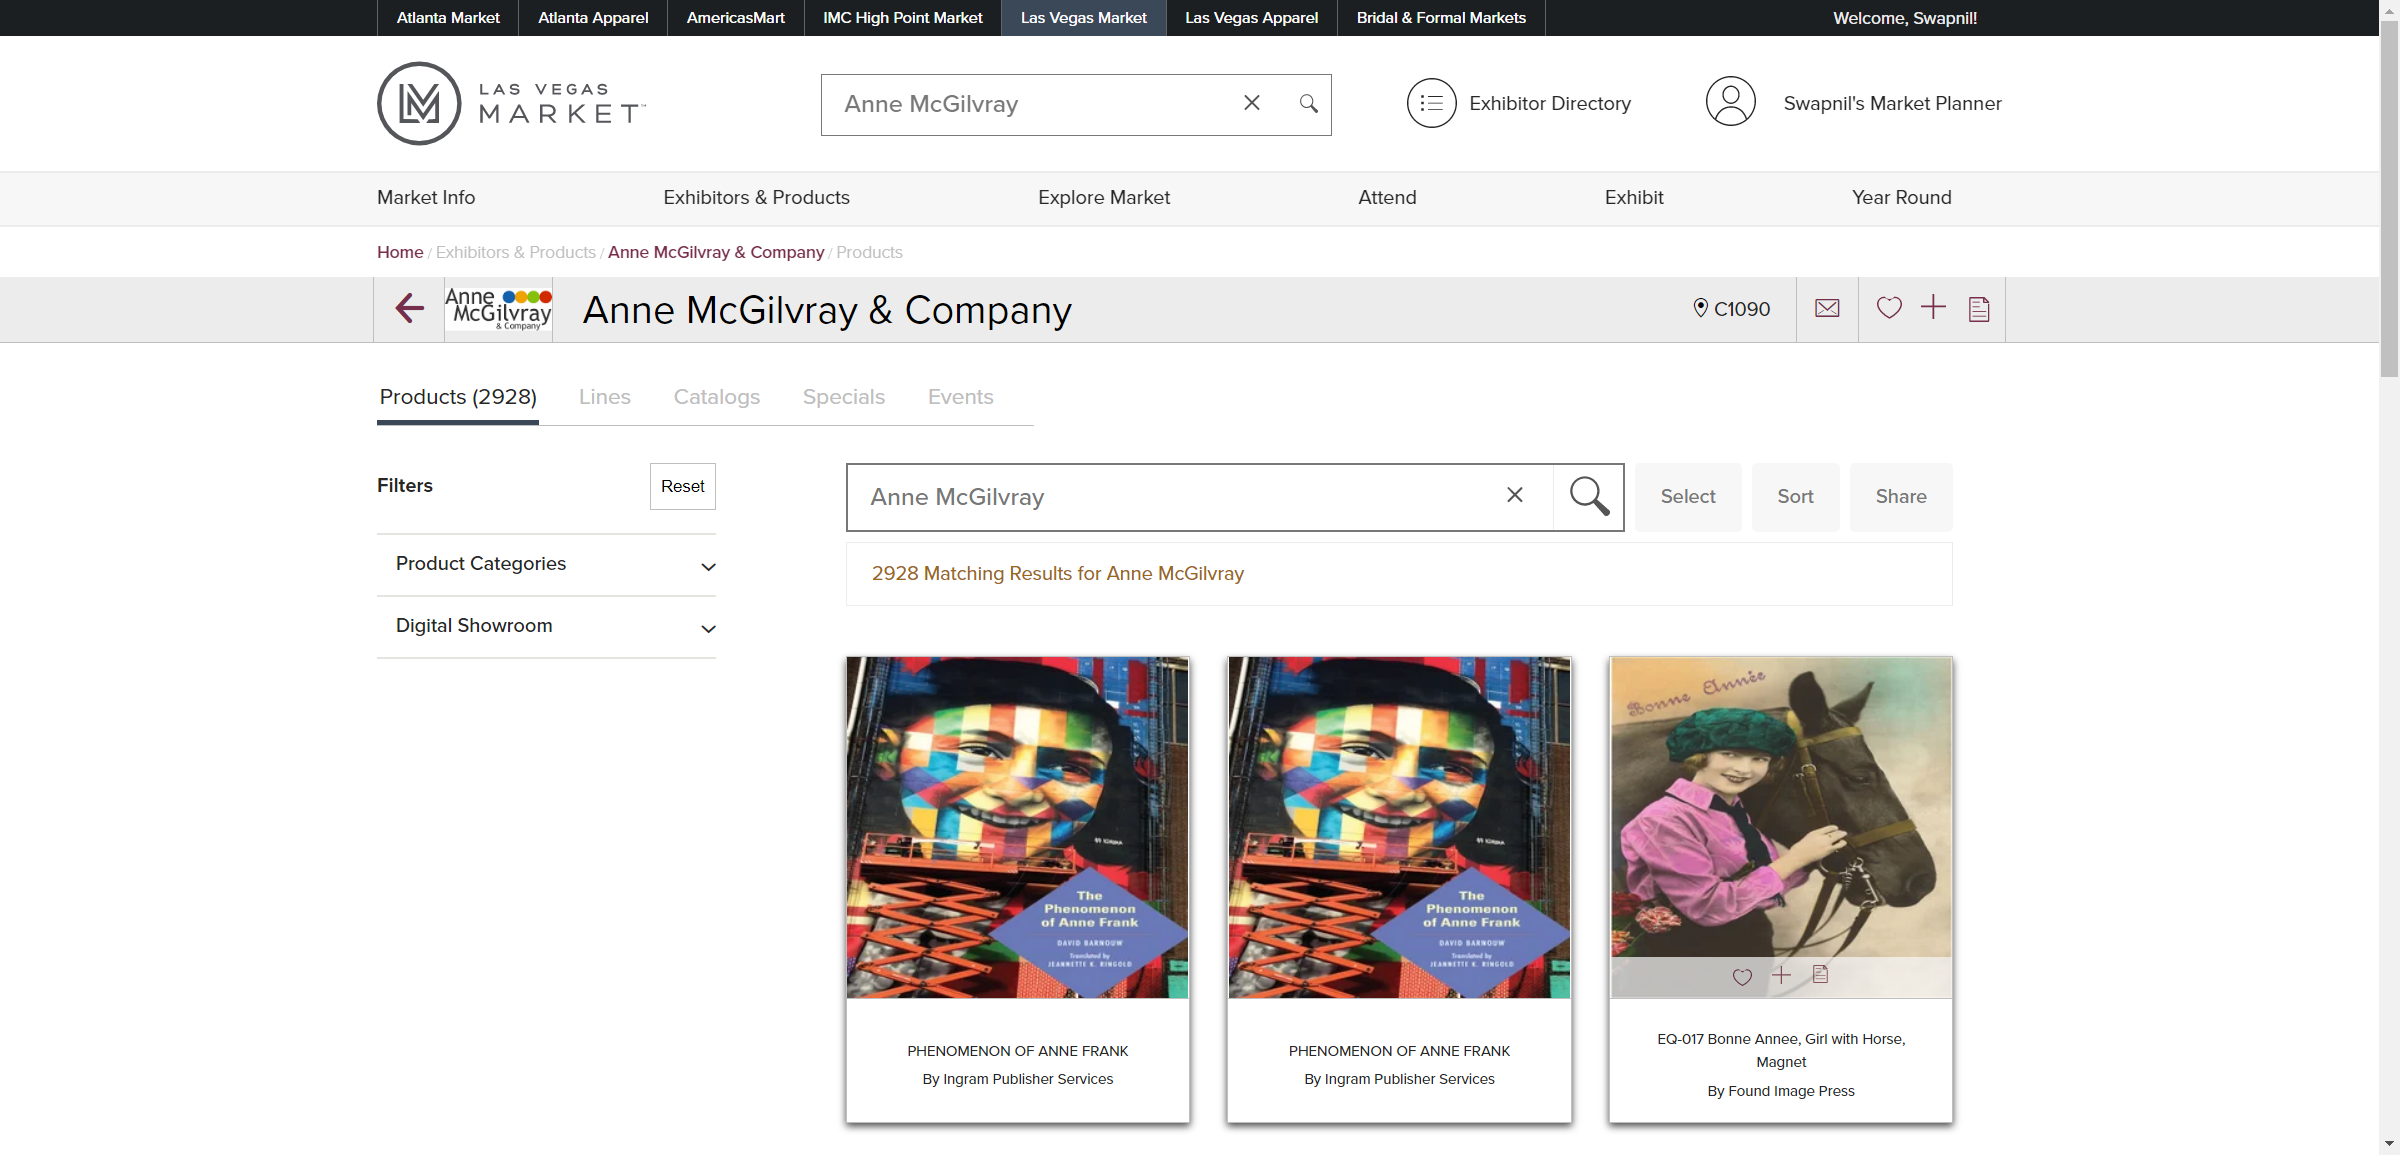 Atlanta Market
Atlanta Apparel
AmericasMart
IMC High Point Market
Las Vegas Market
Las Vegas Apparel
Bridal & Formal Markets
Welcome, Swapnil!
LAS VEGAS
MARKET
Anne McGilvray
Exhibitor Directory
Swapnil's Market Planner
Market Info
Exhibitors & Products
Explore Market
Attend
Exhibit
Year Round
Home / Exhibitors & Products / Anne McGilvray & Company / Products
Anne
McGilvray
& Company
Anne McGilvray & Company
C1090
Products (2928)
Lines
Catalogs
Specials
Events
Filters
Reset
Product Categories
Digital Showroom
Anne McGilvray
Select
Sort
Share
2928 Matching Results for Anne McGilvray
The
Phenomenon
of Anne Frank
DAVID BARNOUW
Translated by
JEANNETTE K. RINGOLD
PHENOMENON OF ANNE FRANK
By Ingram Publisher Services
The
Phenomenon
of Anne Frank
DAVID BARNOUW
Translated by
JEANNETTE K. RINGOLD
PHENOMENON OF ANNE FRANK
By Ingram Publisher Services
Bonne Année
EQ-017 Bonne Annee, Girl with Horse,
Magnet
By Found Image Press